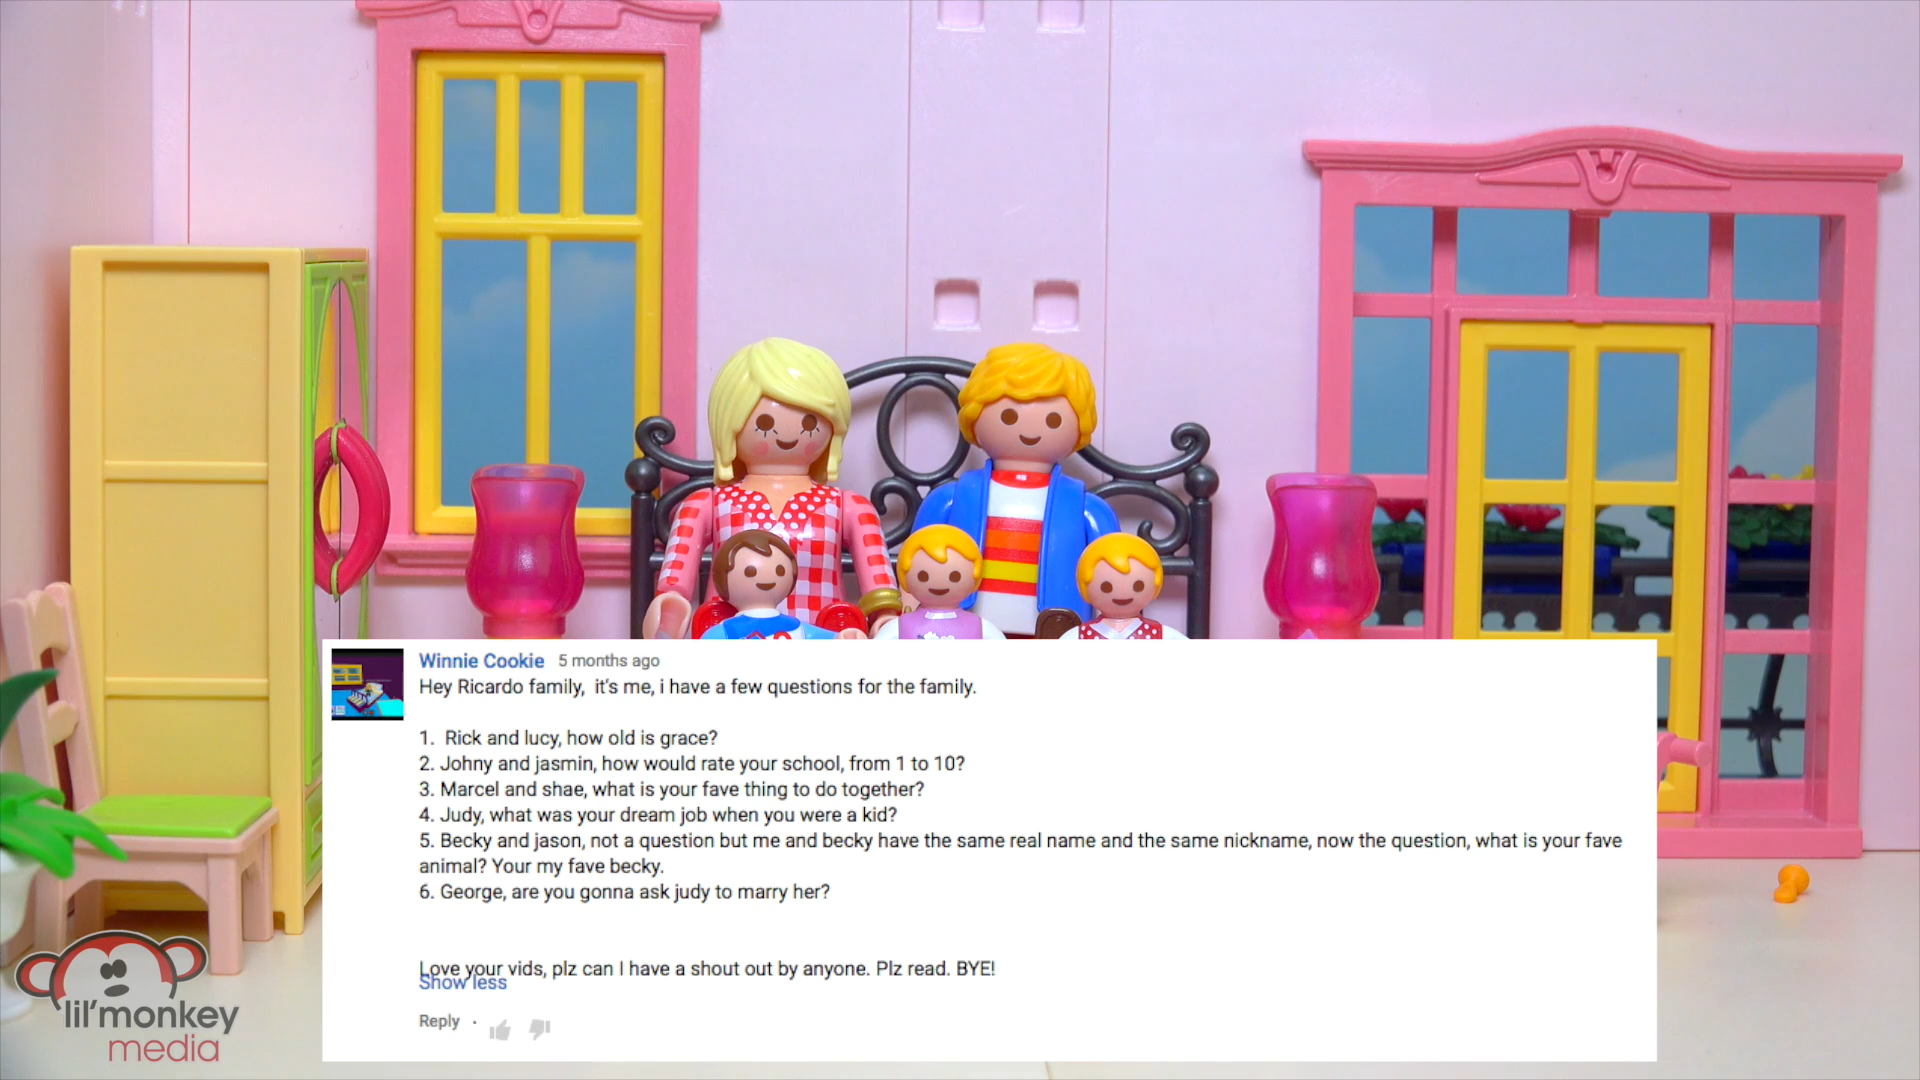 Winnie Cookie 5 months ago
Hey Ricardo family, it's me, i have a few questions for the family.
1. Rick and lucy, how old is grace?
2. Johny and jasmin, how would rate your school, from 1 to 10?
3. Marcel and shae, what is your fave thing to do together?
4. Judy, what was your dream job when you were a kid?
5. Becky and jason, not a question but me and becky have the same real name and the same nickname, now the question, what is your fave
animal? Your my fave becky.
6. George, are you gonna ask judy to marry her?
Love your vids, plz can I have a shout out by anyone. Plz read. BYE!
Show less
Reply ·
lil'monkey
media